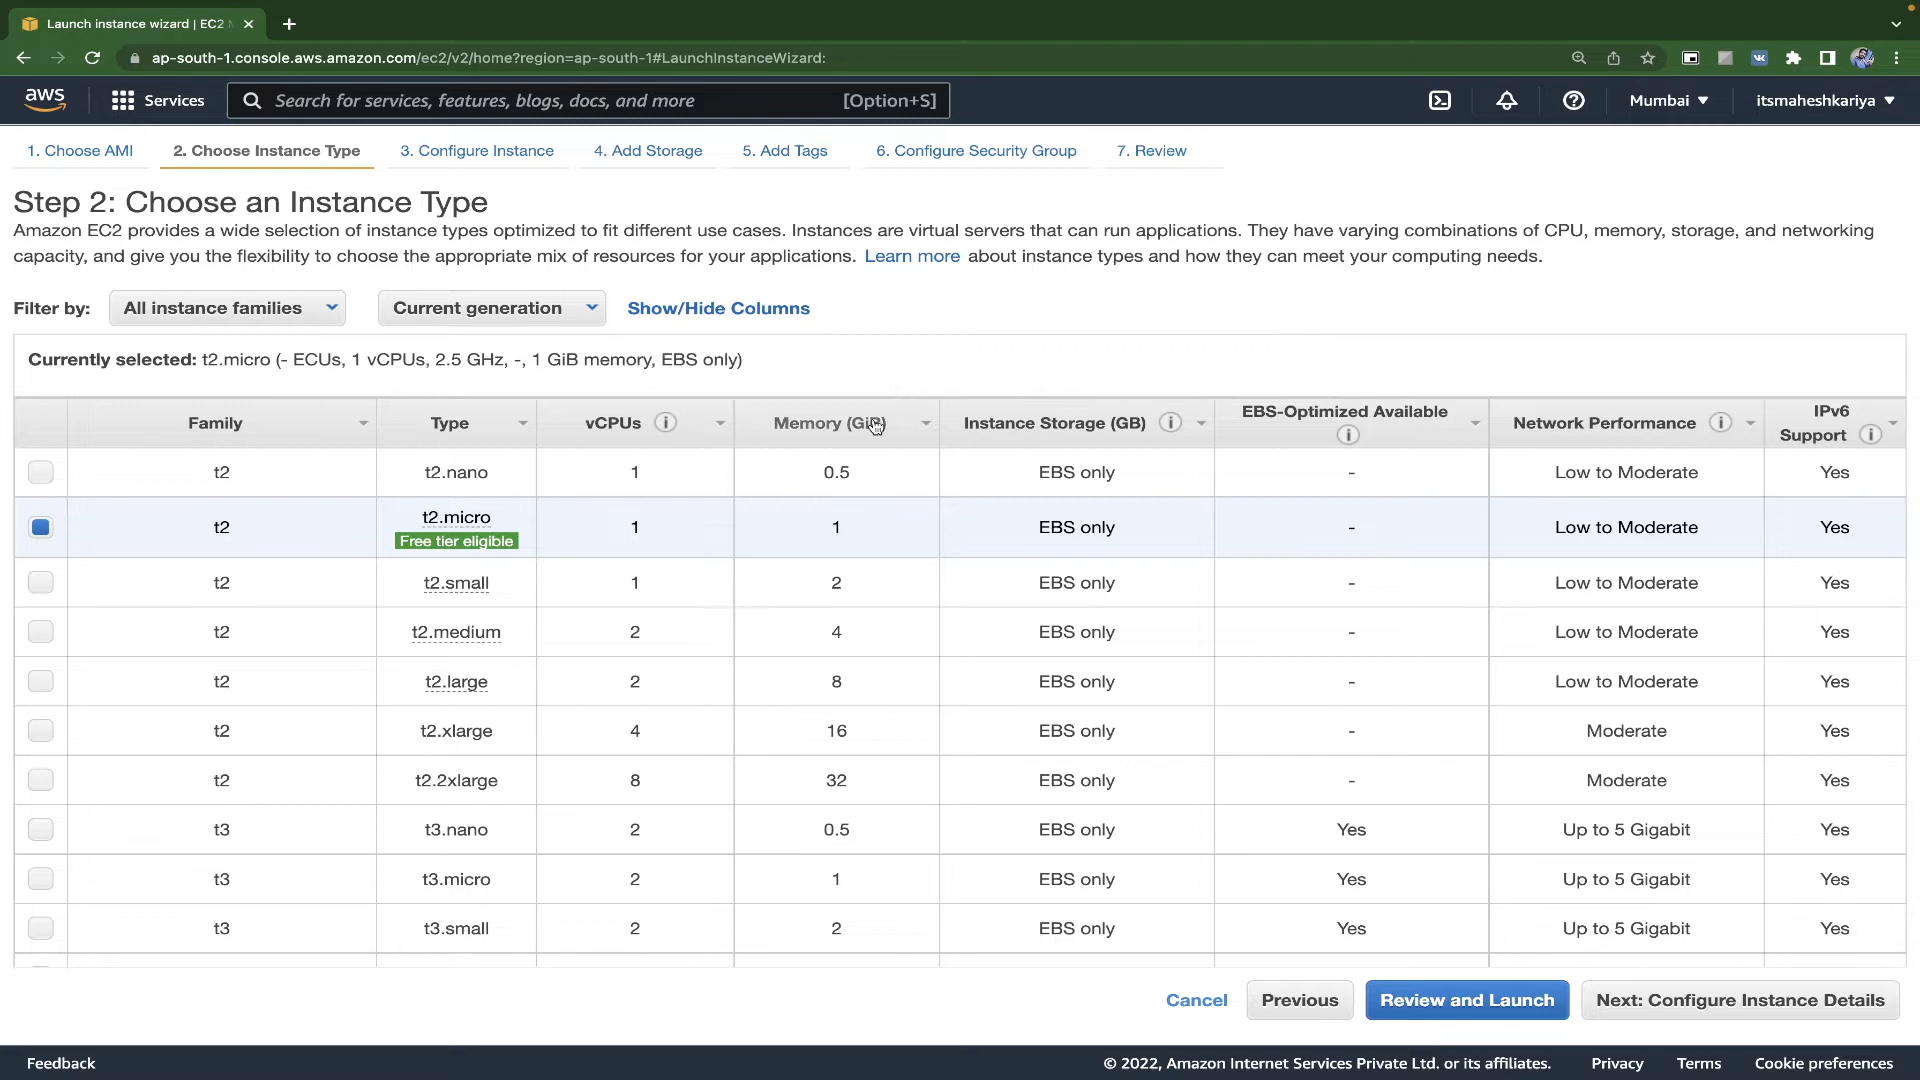 Launch instance wizard | EC2
ap-south-1.console.aws.amazon.com/ec2/v2/home?region=ap-south-1#LaunchInstanceWizard:
aws Services Search for services, features, blogs, docs, and more [Option+S] Mumbai itsmaheshkariya
1. Choose AMI 2. Choose Instance Type 3. Configure Instance 4. Add Storage 5. Add Tags 6. Configure Security Group 7. Review
Step 2: Choose an Instance Type
Amazon EC2 provides a wide selection of instance types optimized to fit different use cases. Instances are virtual servers that can run applications. They have varying combinations of CPU, memory, storage, and networking
capacity, and give you the flexibility to choose the appropriate mix of resources for your applications. Learn more about instance types and how they can meet your computing needs.
Filter by: All instance families Current generation Show/Hide Columns
Currently selected: t2.micro (- ECUs, 1 vCPUs, 2.5 GHz, -, 1 GiB memory, EBS only)
Family Type vCPUs Memory (GiB) Instance Storage (GB) EBS-Optimized Available Network Performance IPv6 Support
t2 t2.nano 1 0.5 EBS only - Low to Moderate Yes
t2 t2.micro 1 1 EBS only - Low to Moderate Yes
Free tier eligible
t2 t2.small 1 2 EBS only - Low to Moderate Yes
t2 t2.medium 2 4 EBS only - Low to Moderate Yes
t2 t2.large 2 8 EBS only - Low to Moderate Yes
t2 t2.xlarge 4 16 EBS only - Moderate Yes
t2 t2.2xlarge 8 32 EBS only - Moderate Yes
t3 t3.nano 2 0.5 EBS only Yes Up to 5 Gigabit Yes
t3 t3.micro 2 1 EBS only Yes Up to 5 Gigabit Yes
t3 t3.small 2 2 EBS only Yes Up to 5 Gigabit Yes
Cancel Previous Review and Launch Next: Configure Instance Details
Feedback © 2022, Amazon Internet Services Private Ltd. or its affiliates. Privacy Terms Cookie preferences